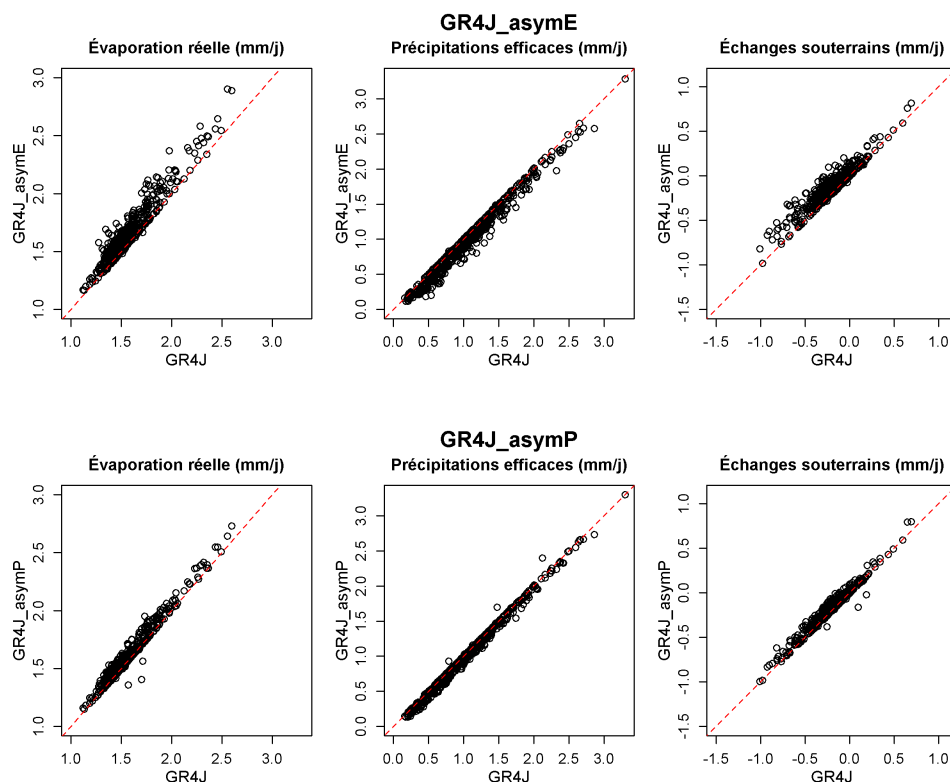 GR4J_asymE
Évaporation réelle (mm/j)
Précipitations efficaces (mm/j)
Échanges souterrains (mm/j)
GR4J_asymE
1.0 1.5 2.0 2.5 3.0
1.0 1.5 2.0 2.5 3.0
GR4J
GR4J_asymE
0.0 0.5 1.0 1.5 2.0 2.5 3.0
0.0 0.5 1.0 1.5 2.0 2.5 3.0
GR4J
GR4J_asymE
-1.5 -1.0 -0.5 0.0 0.5 1.0
-1.5 -1.0 -0.5 0.0 0.5 1.0
GR4J
GR4J_asymP
Évaporation réelle (mm/j)
Précipitations efficaces (mm/j)
Échanges souterrains (mm/j)
GR4J_asymP
1.0 1.5 2.0 2.5 3.0
1.0 1.5 2.0 2.5 3.0
GR4J
GR4J_asymP
0.0 0.5 1.0 1.5 2.0 2.5 3.0
0.0 0.5 1.0 1.5 2.0 2.5 3.0
GR4J
GR4J_asymP
-1.5 -1.0 -0.5 0.0 0.5 1.0
-1.5 -1.0 -0.5 0.0 0.5 1.0
GR4J